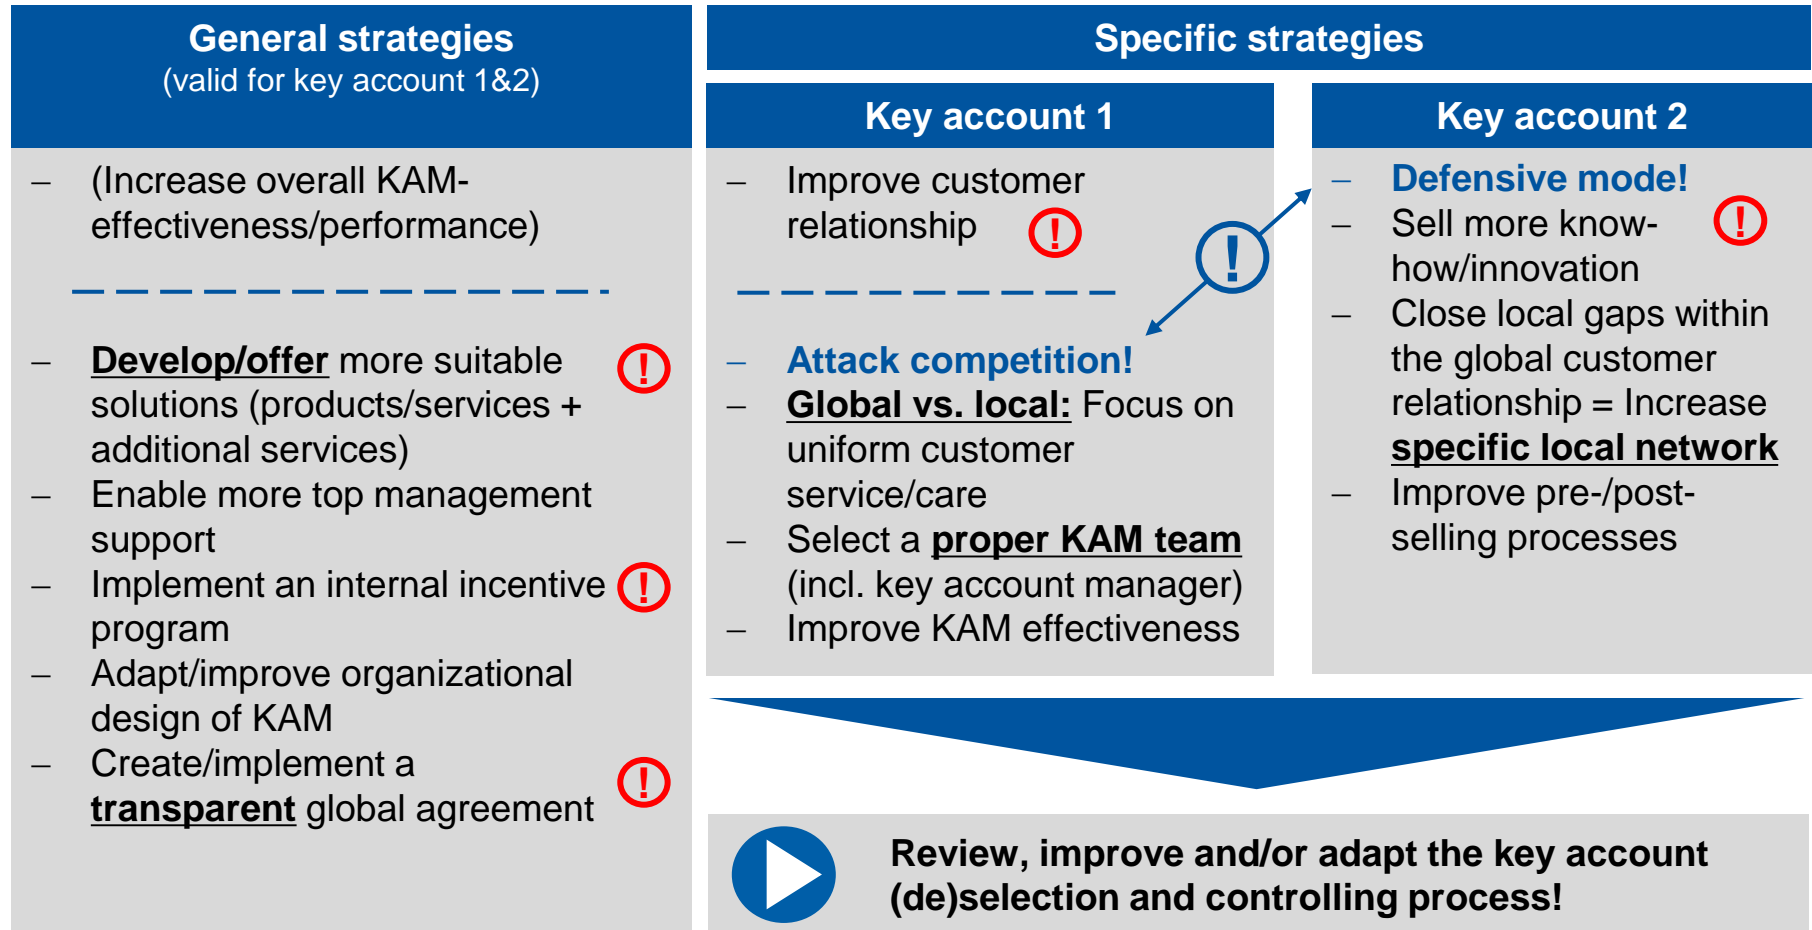 General strategies
(valid for key account 1&2)
– (Increase overall KAM-
effectiveness/performance)
– Develop/offer more suitable
solutions (products/services +
additional services)
– Enable more top management
support
– Implement an internal incentive
program
– Adapt/improve organizational
design of KAM
– Create/implement a
transparent global agreement
!
!
!
Specific strategies
Key account 1
– Improve customer
relationship
!
– Attack competition!
– Global vs. local: Focus on
uniform customer
service/care
– Select a proper KAM team
(incl. key account manager)
– Improve KAM effectiveness
!
Key account 2
– Defensive mode!
– Sell more know-
how/innovation
!
– Close local gaps within
the global customer
relationship = Increase
specific local network
– Improve pre-/post-
selling processes
Review, improve and/or adapt the key account
(de)selection and controlling process!